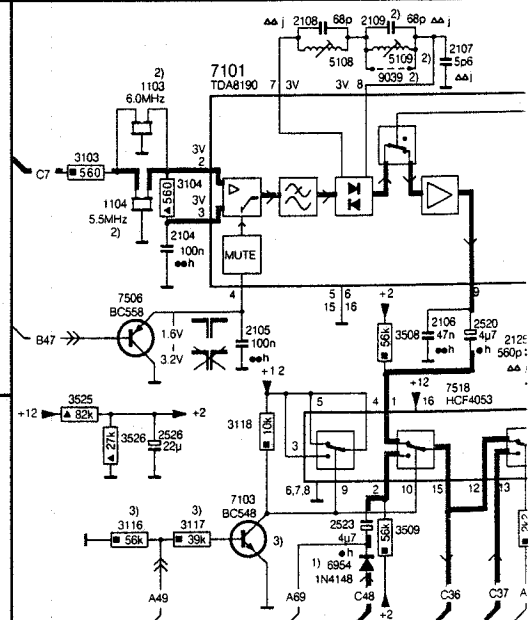 ΔΔ j 2108 68p 2109 2) 68p ΔΔ j
5108 5109 2) 2107
5p6
9039 2) ΔΔj
7101
TDA8190 7 3V 3V 8
2)
1103
6.0MHz
3V
2
C7 3103
560
3104
560
3V
3
1104
5.5MHz
2)
2104
100n
h
MUTE
4
5 6
15 16
+2
9
7506
BC558
B47
1.6V
3.2V
2105
100n
h
56k 3508
2106
47n
h
2520
4µ7
h
2125
560p
ΔΔ
+12
+12
7518
HCF4053
3525
+12 82k +2
27k 3526 2526
22µ
3118 10k
5 4 1 16
3
6,7,8 9 2 10 15 12 13
7103
BC548
3)
3116
56k
3)
3117
39k
3)
2523
4µ7
h
56k 3509
1) 6954
1N4148
2k2
A49 A69 C48 +2 C36 C37 A